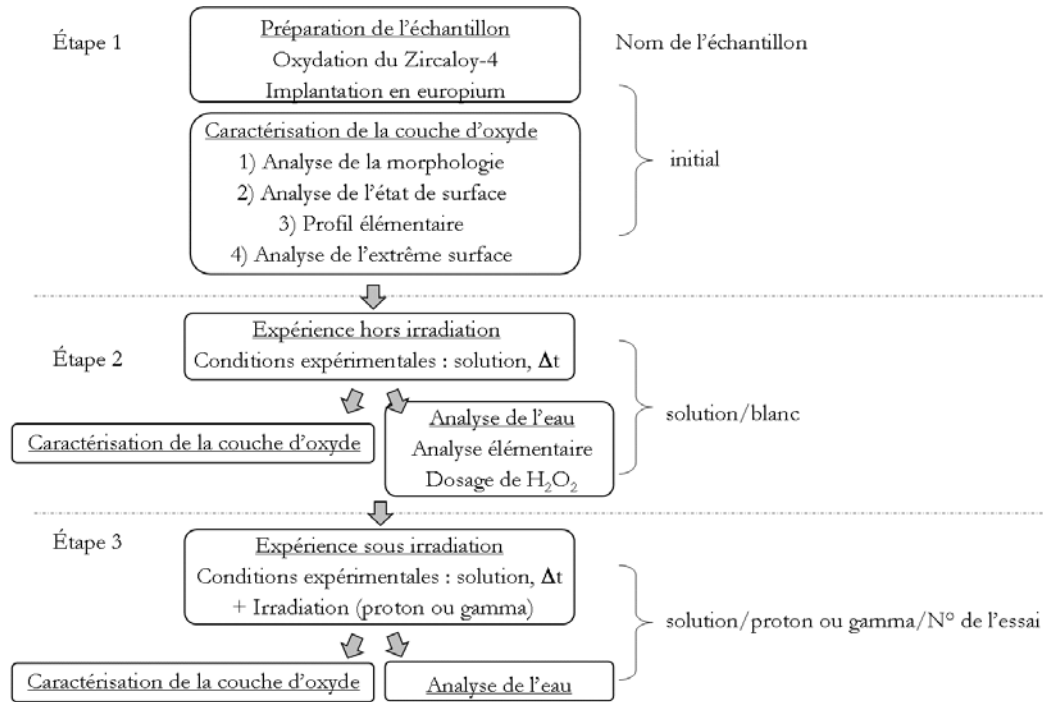 Étape 1
Préparation de l'échantillon
Oxydation du Zircaloy-4
Implantation en europium
Nom de l'échantillon
Caractérisation de la couche d'oxyde
1) Analyse de la morphologie
2) Analyse de l'état de surface
3) Profil élémentaire
4) Analyse de l'extrême surface
initial
Étape 2
Expérience hors irradiation
Conditions expérimentales : solution, Δt
Caractérisation de la couche d'oxyde
Analyse de l'eau
Analyse élémentaire
Dosage de H₂O₂
solution/blanc
Étape 3
Expérience sous irradiation
Conditions expérimentales : solution, Δt
+ Irradiation (proton ou gamma)
solution/proton ou gamma/N° de l'essai
Caractérisation de la couche d'oxyde
Analyse de l'eau